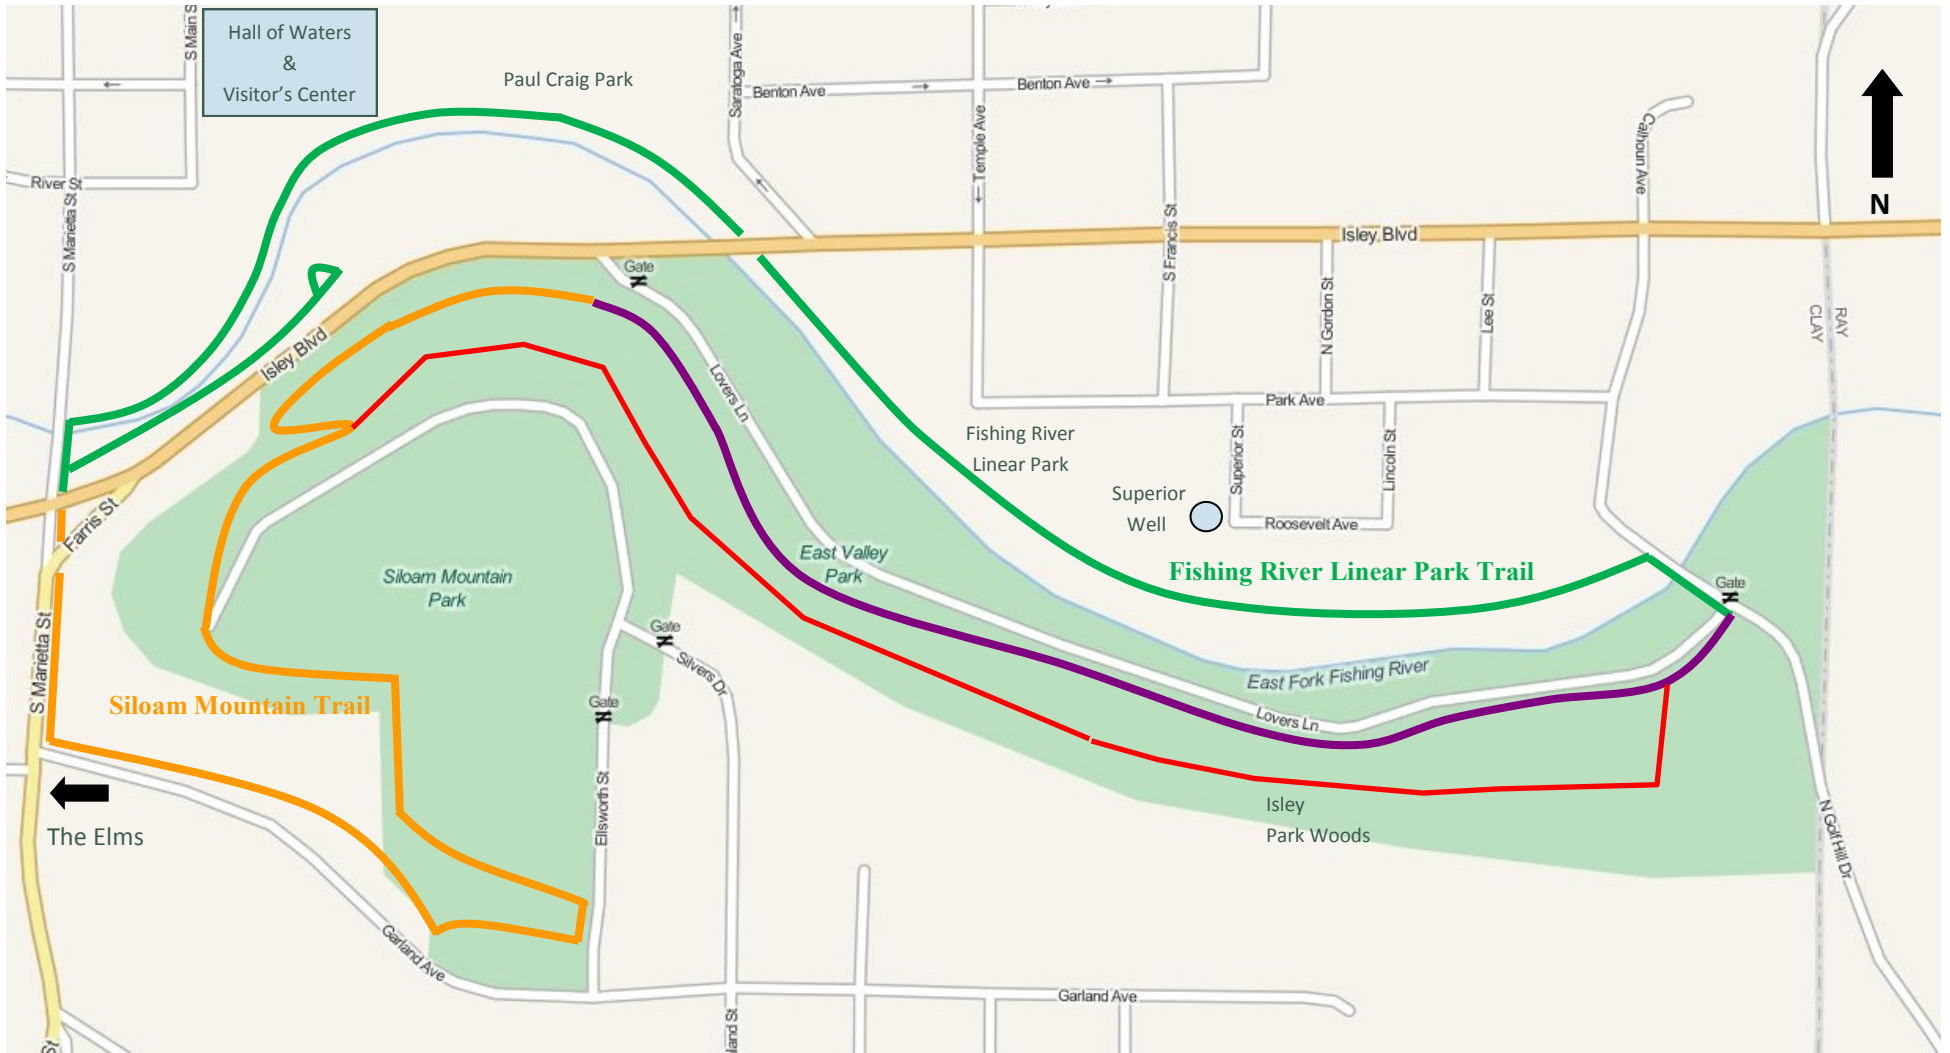 Hall of Waters
&
Visitor's Center
S Main S
Paul Craig Park
Saratoga Ave
Benton Ave
Benton Ave
Temple Ave
Calhoun Ave
N
River St
S Marietta St
S Francis St
Isley Blvd
Gate
Isley Blvd
N Gordon St
Lee St
RAY
CLAY
Lovers Ln
Park Ave
Fishing River
Linear Park
Superior St
Lincoln St
Superior
Well
Roosevelt Ave
Farris St
East Valley
Park
Siloam Mountain
Park
Fishing River Linear Park Trail
Gate
Gate
Silvers Dr
S Marietta St
Siloam Mountain Trail
East Fork Fishing River
Gate
Lovers Ln
Ellsworth St
The Elms
Isley
Park Woods
N Golf Hill Dr
Garland Ave
Garland Ave
land St
St